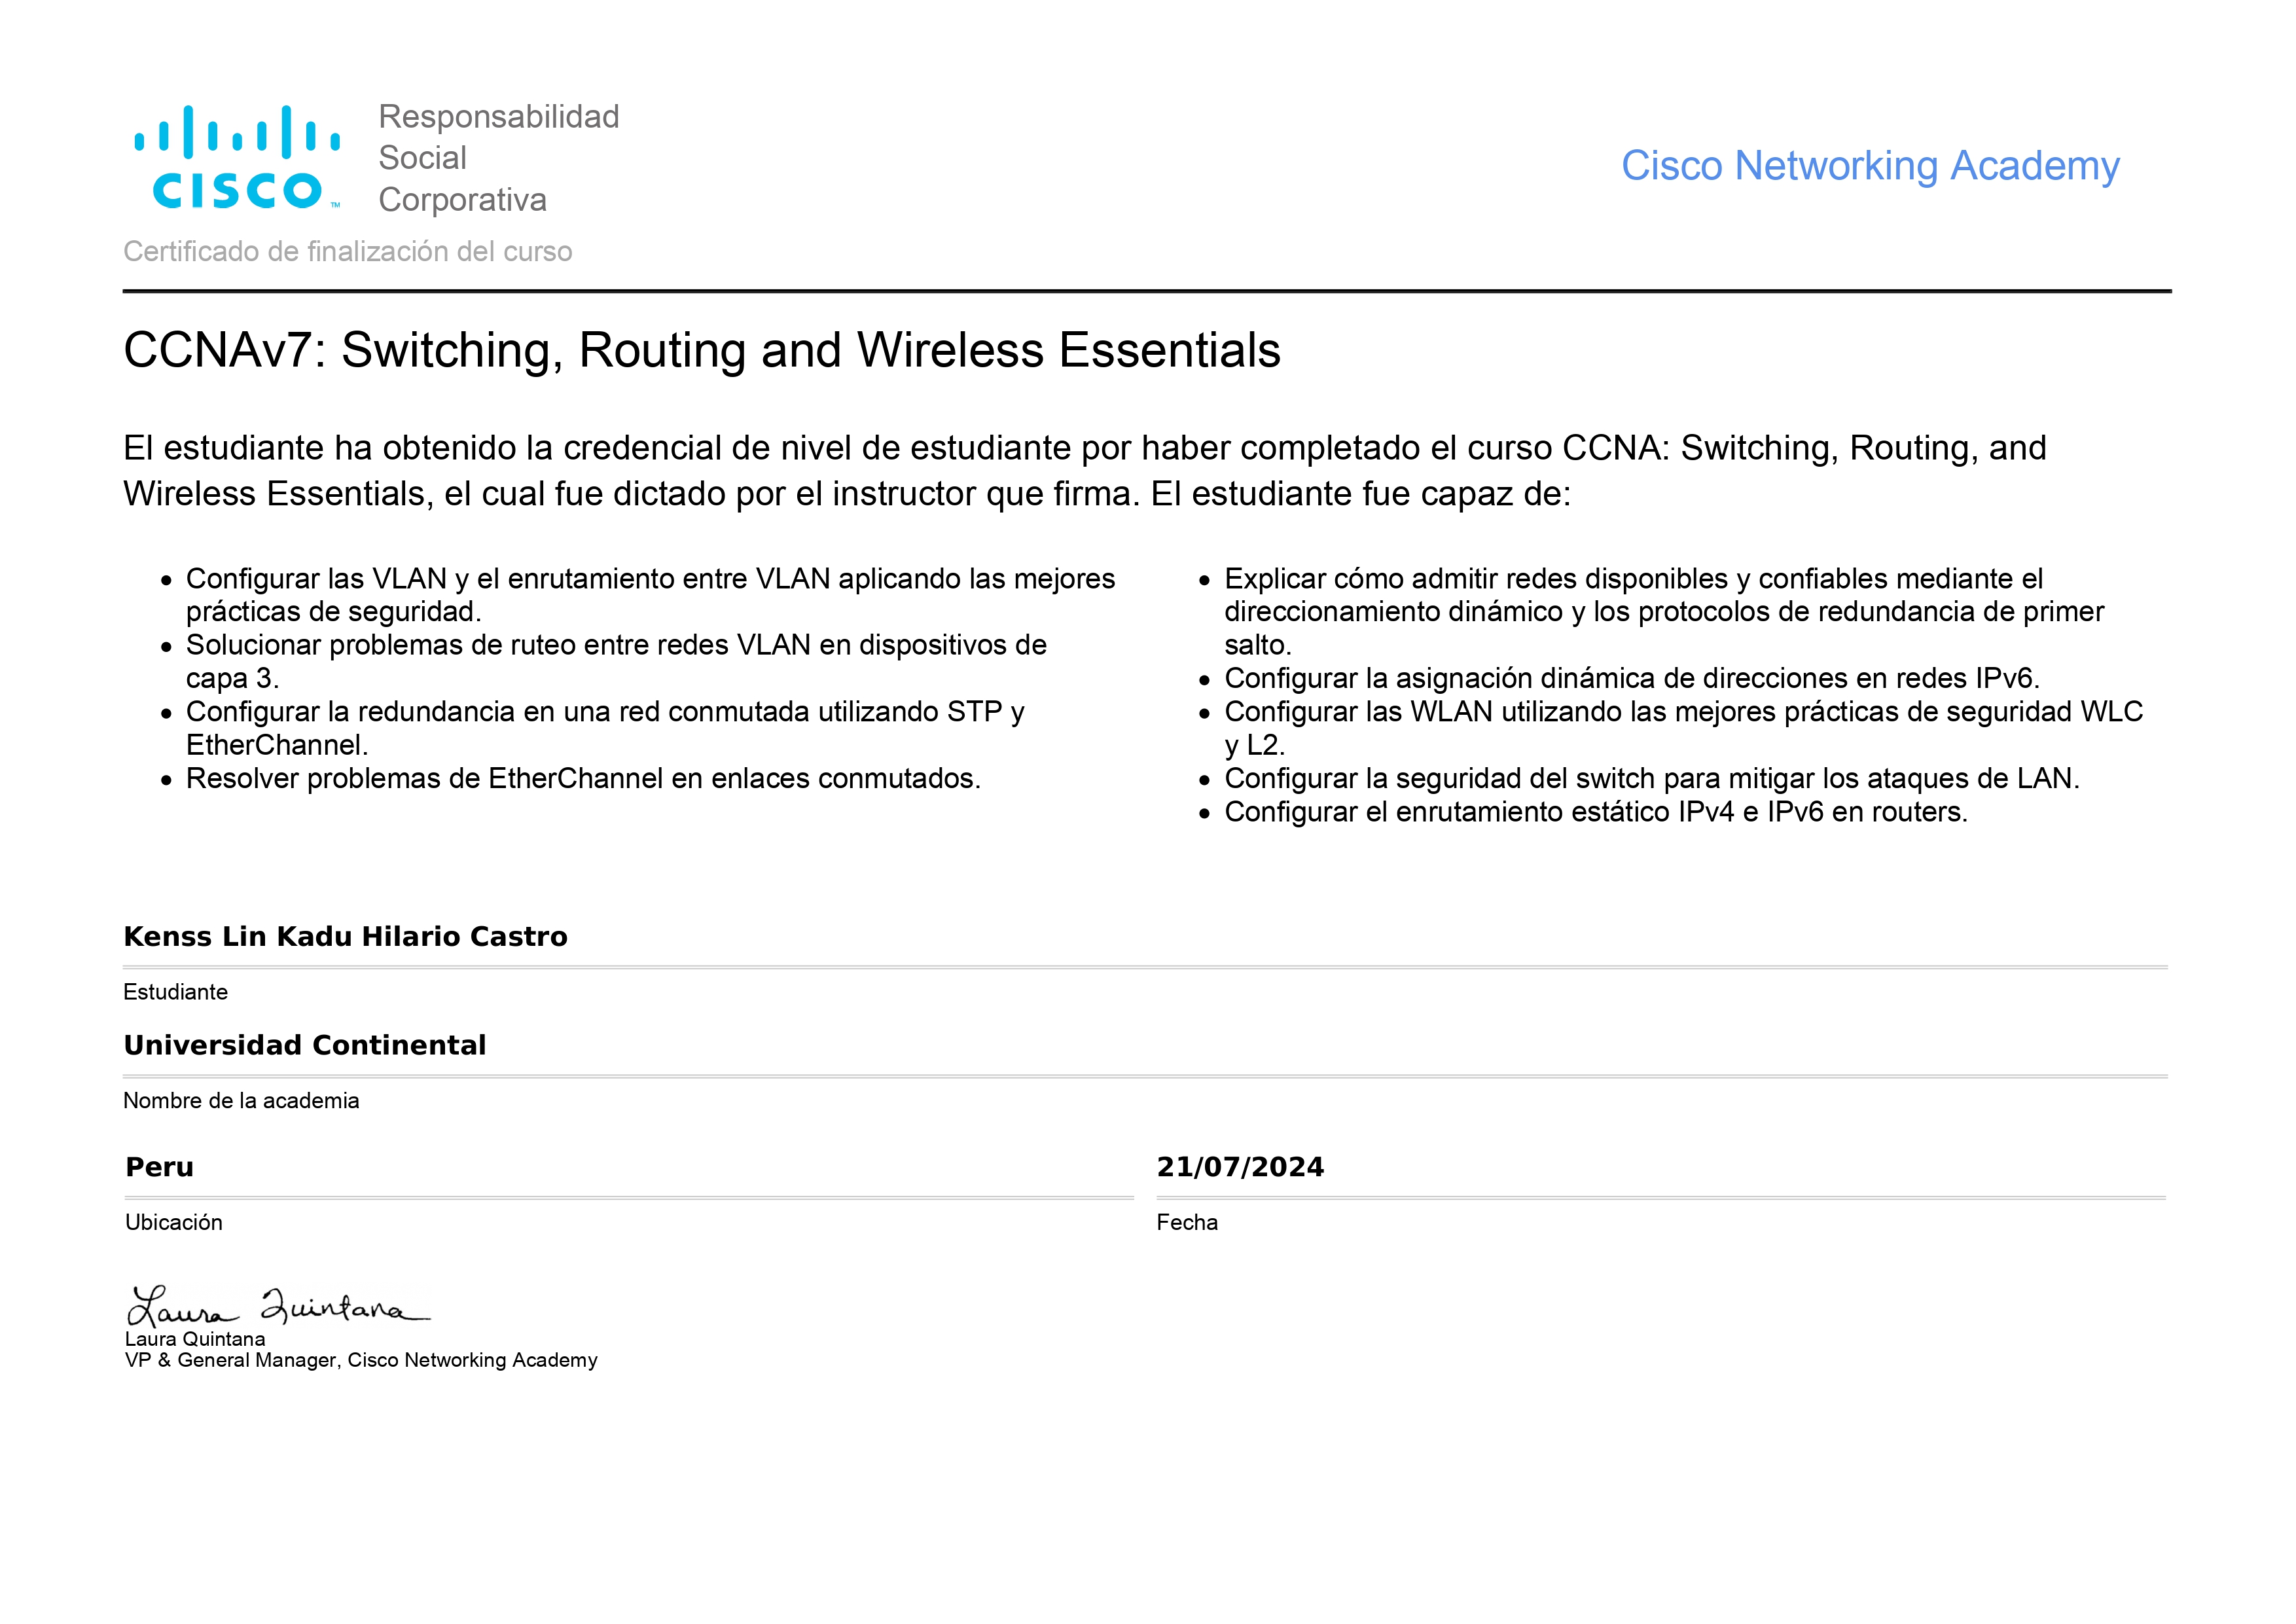 CISCO™
Responsabilidad
Social
Corporativa
Cisco Networking Academy
Certificado de finalización del curso
CCNAv7: Switching, Routing and Wireless Essentials
El estudiante ha obtenido la credencial de nivel de estudiante por haber completado el curso CCNA: Switching, Routing, and
Wireless Essentials, el cual fue dictado por el instructor que firma. El estudiante fue capaz de:
• Configurar las VLAN y el enrutamiento entre VLAN aplicando las mejores
prácticas de seguridad.
• Solucionar problemas de ruteo entre redes VLAN en dispositivos de
capa 3.
• Configurar la redundancia en una red conmutada utilizando STP y
EtherChannel.
• Resolver problemas de EtherChannel en enlaces conmutados.
• Explicar cómo admitir redes disponibles y confiables mediante el
direccionamiento dinámico y los protocolos de redundancia de primer
salto.
• Configurar la asignación dinámica de direcciones en redes IPv6.
• Configurar las WLAN utilizando las mejores prácticas de seguridad WLC
y L2.
• Configurar la seguridad del switch para mitigar los ataques de LAN.
• Configurar el enrutamiento estático IPv4 e IPv6 en routers.
Kenss Lin Kadu Hilario Castro
Estudiante
Universidad Continental
Nombre de la academia
Peru
Ubicación
21/07/2024
Fecha
Laura Quintana
Laura Quintana
VP & General Manager, Cisco Networking Academy